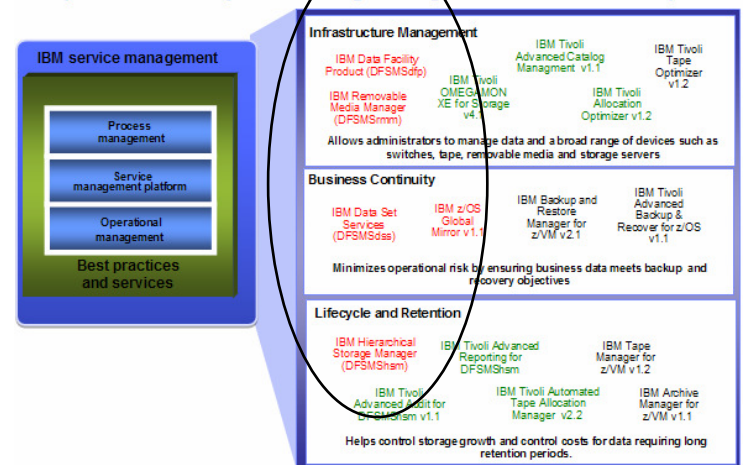 IBM service management
Process
management
Service
management platform
Operational
management
Best practices
and services
Infrastructure Management
IBM Data Facility
Product (DFSMSdfp)
IBM Removable
Media Manager
(DFSMSrmm)
IBM Tivoli
OMEGAMON
XE for Storage
v4.1
IBM Tivoli
Advanced Catalog
Managment v1.1
IBM Tivoli
Allocation
Optimizer v1.2
IBM Tivoli
Tape
Optimizer
v1.2
Allows administrators to manage data and a broad range of devices such as
switches, tape, removable media and storage servers
Business Continuity
IBM Data Set
Services
(DFSMSdss)
IBM z/OS
Global
Mirror v1.1
IBM Backup and
Restore
Manager for
z/VM v2.1
IBM Tivoli
Advanced
Backup &
Recover for z/OS
v1.1
Minimizes operational risk by ensuring business data meets backup and
recovery objectives
Lifecycle and Retention
IBM Hierarchical
Storage Manager
(DFSMShsm)
IBM Tivoli Advanced
Reporting for
DFSMShsm
IBM Tape
Manager for
z/VM v1.2
IBM Tivoli
Advanced Audit for
DFSMShsm v1.1
IBM Tivoli Automated
Tape Allocation
Manager v2.2
IBM Archive
Manager for
z/VM v1.1
Helps control storage growth and control costs for data requiring long
retention periods.